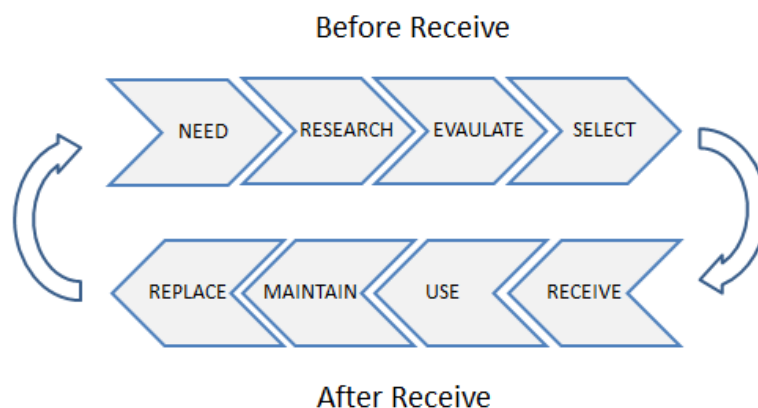 Before Receive
NEED RESEARCH EVAULATE SELECT
REPLACE MAINTAIN USE RECEIVE
After Receive